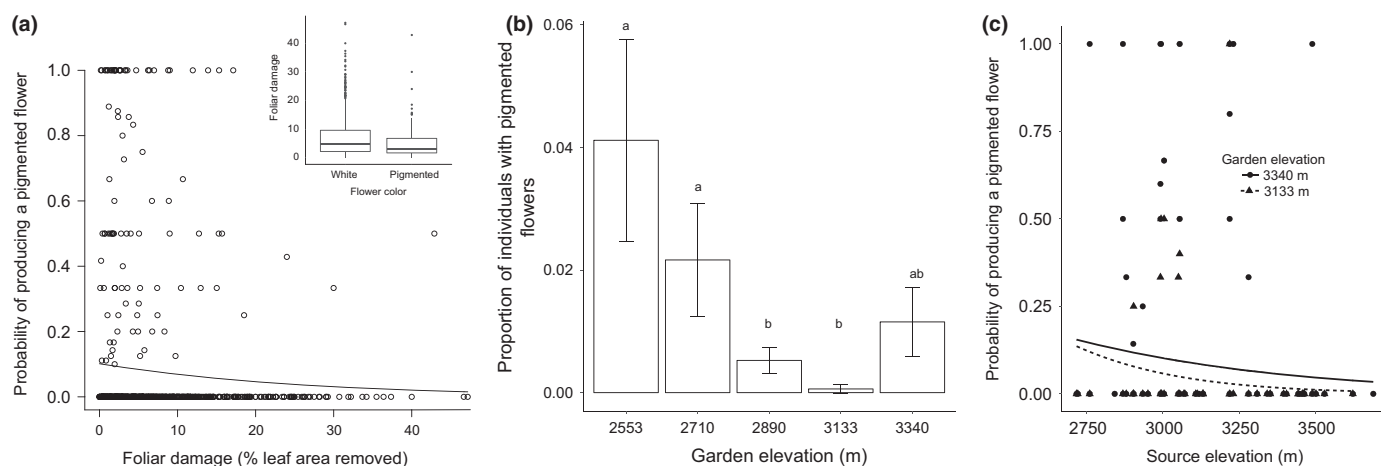 (a)
Probability of producing a pigmented flower
1.0
0.8
0.6
0.4
0.2
0.0
0
10
20
30
40
Foliar damage (% leaf area removed)
Foliar damage
40
30
20
10
0
White
Pigmented
Flower color
(b)
Proportion of individuals with pigmented
flowers
0.06
0.04
0.02
0.00
a
a
b
b
ab
2553
2710
2890
3133
3340
Garden elevation (m)
(c)
Probability of producing a pigmented flower
1.00
0.75
0.50
0.25
0.00
Garden elevation
3340 m
3133 m
2750
3000
3250
3500
Source elevation (m)